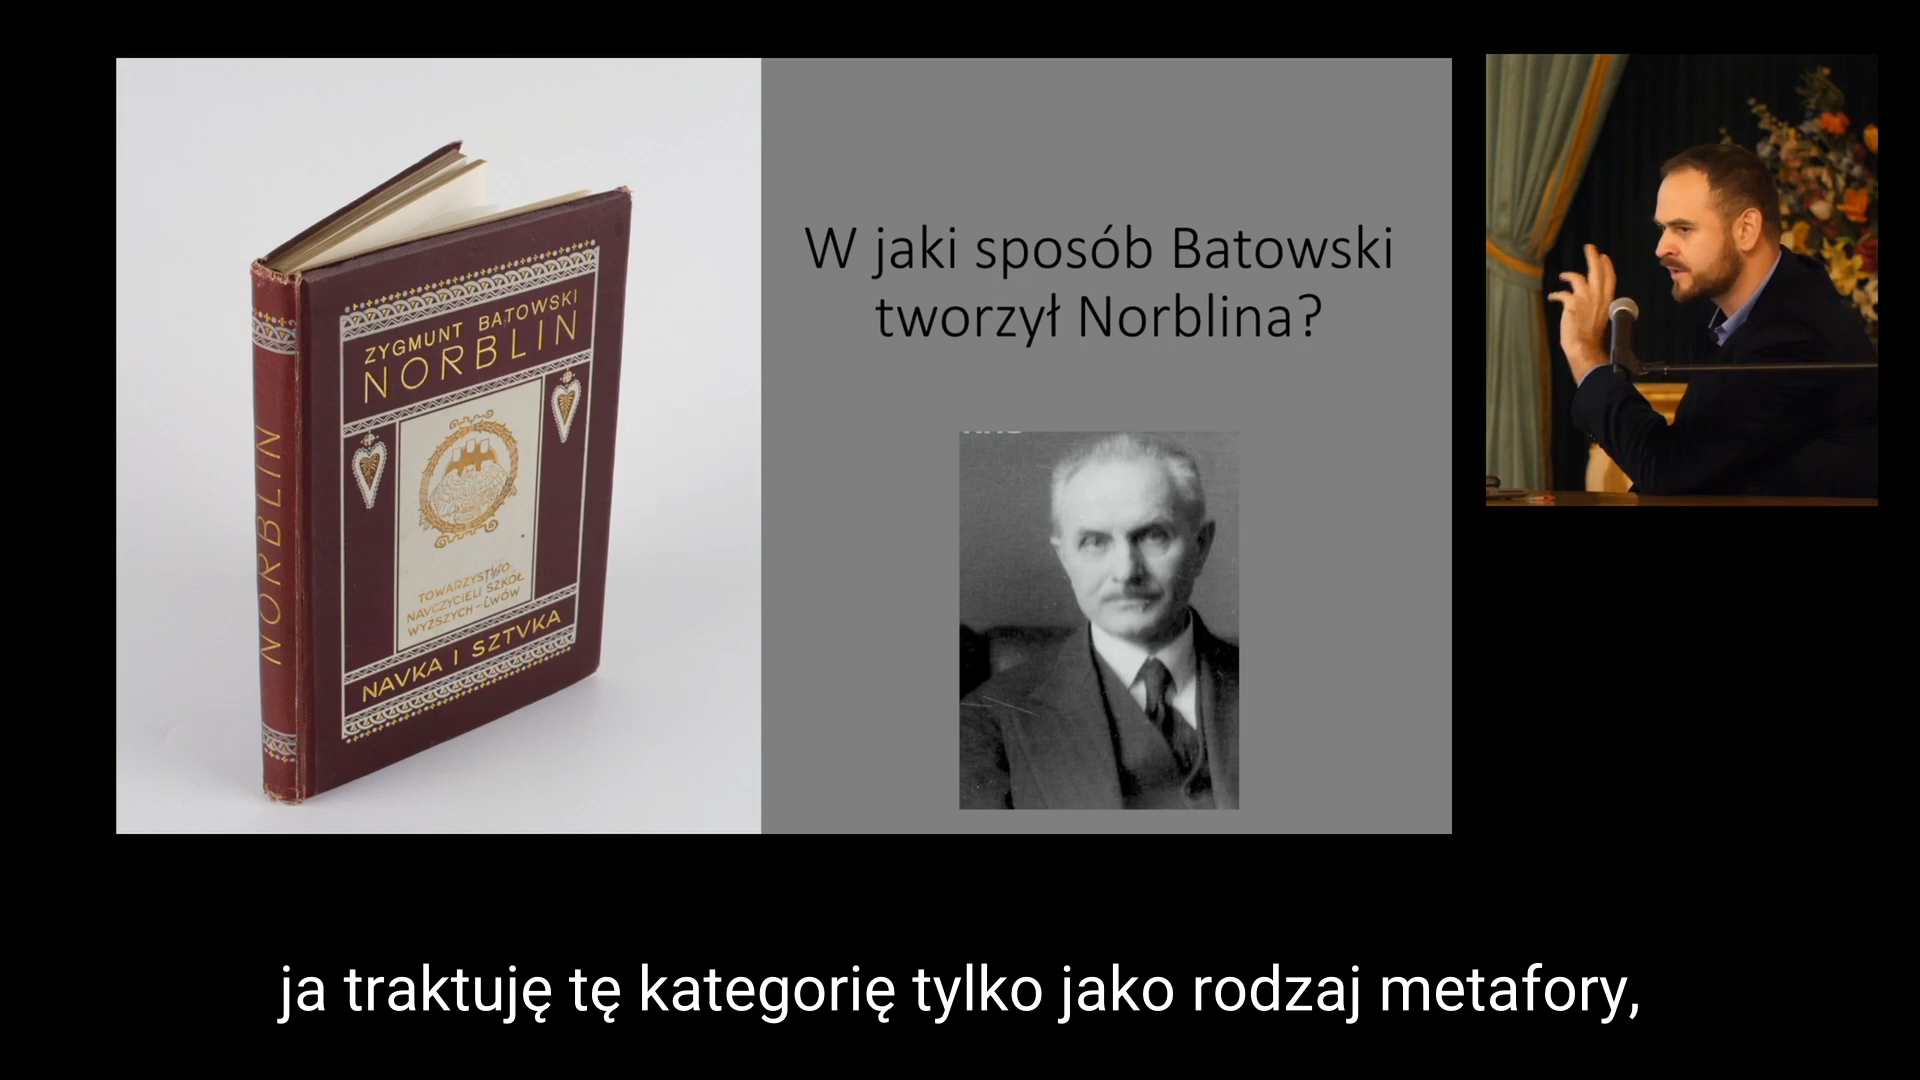 ZYGMUNT BATOWSKI
NORBLIN
TOWARZYSTWO
NAUCZYCIELI SZKÓŁ
WYŻSZYCH - LWÓW
NAVKA I SZTVKA
NORBLIN
W jaki sposób Batowski
tworzył Norblina?
ja traktuję tę kategorię tylko jako rodzaj metafory,